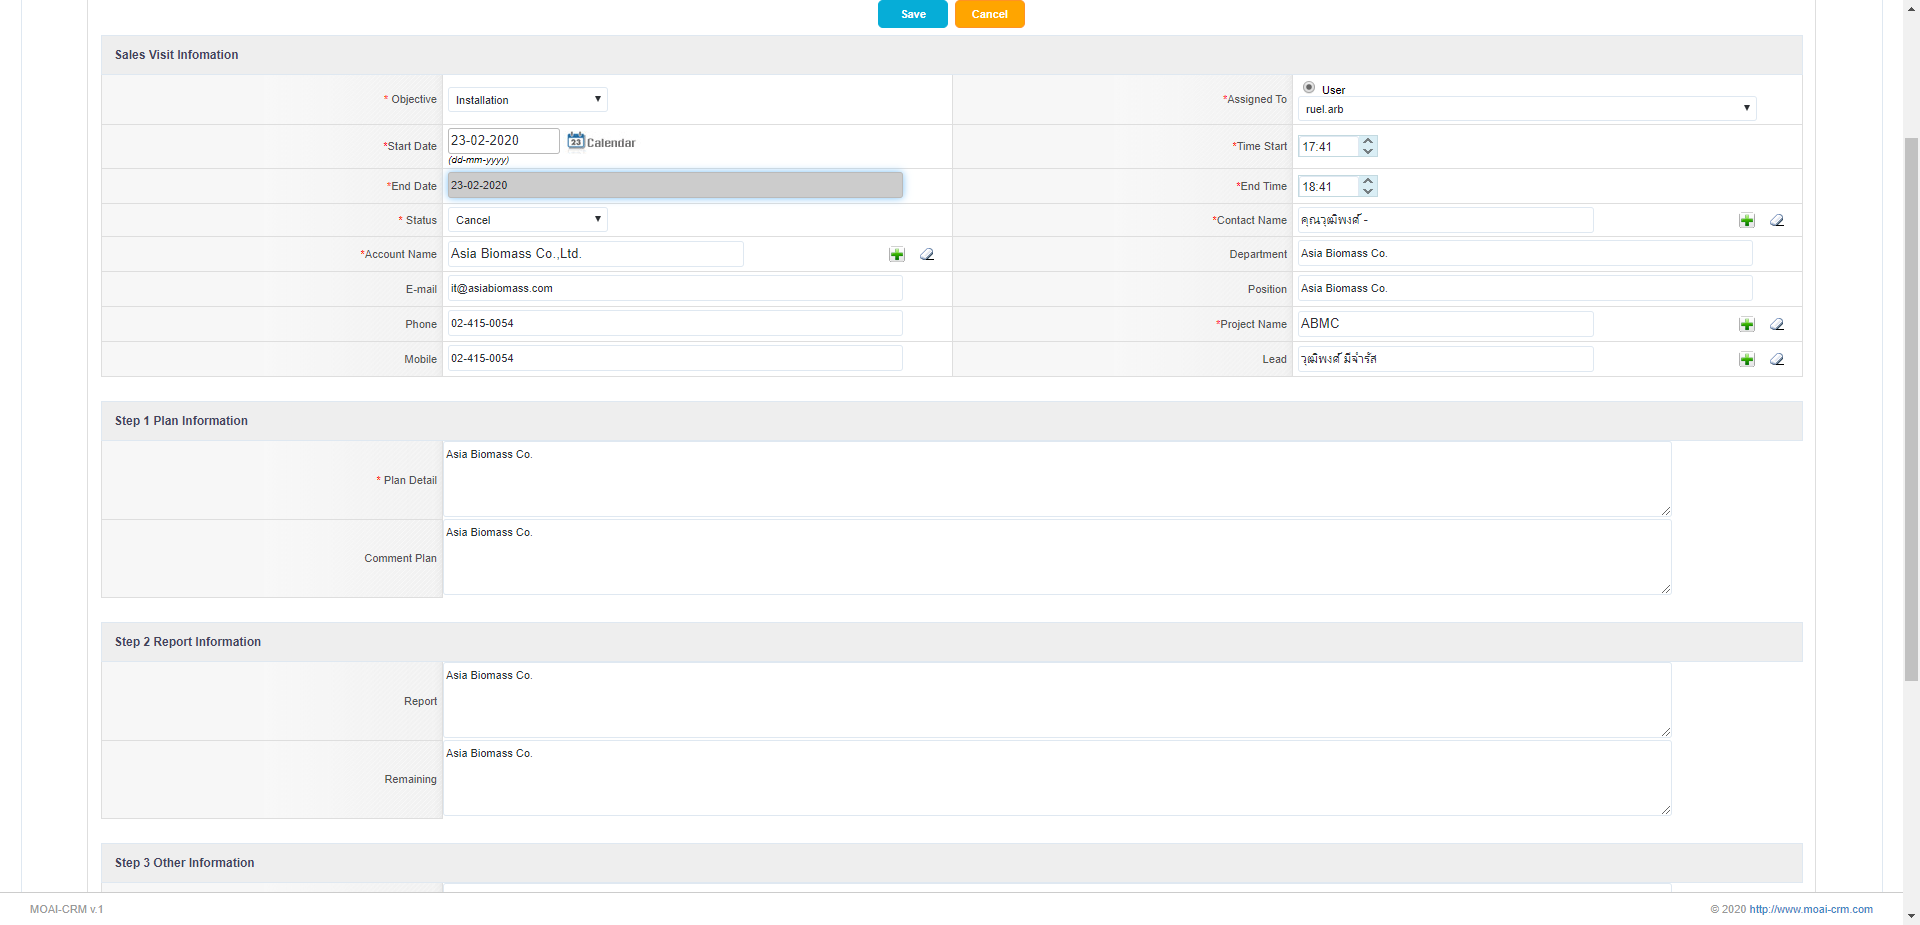 Save Cancel
Sales Visit Infomation
* Objective Installation *Assigned To User
ruel.arb
*Start Date 23-02-2020 23 Calendar *Time Start 17:41
(dd-mm-yyyy)
*End Date 23-02-2020 *End Time 18:41
* Status Cancel *Contact Name คุณวุฒิพงศ์ -
*Account Name Asia Biomass Co.,Ltd. Department Asia Biomass Co.
E-mail it@asiabiomass.com Position Asia Biomass Co.
Phone 02-415-0054 *Project Name ABMC
Mobile 02-415-0054 Lead วุฒิพงศ์ มีจำรัส
Step 1 Plan Information
* Plan Detail Asia Biomass Co.
Comment Plan Asia Biomass Co.
Step 2 Report Information
Report Asia Biomass Co.
Remaining Asia Biomass Co.
Step 3 Other Information
MOAI-CRM v.1 © 2020 http://www.moai-crm.com